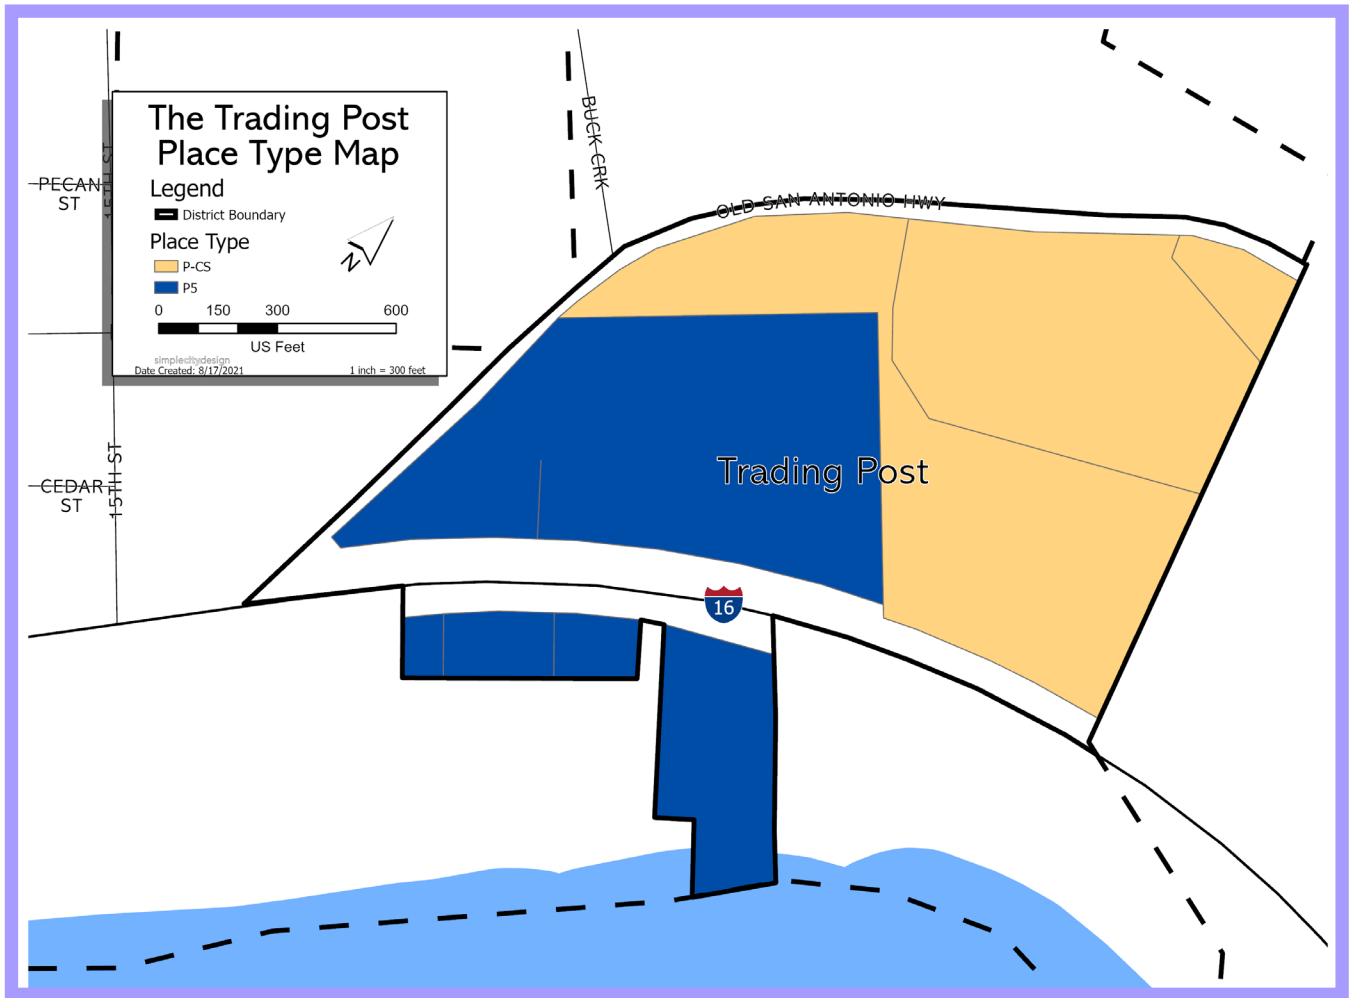 The Trading Post
Place Type Map
Legend
District Boundary
Place Type
N
P-CS
P5
0 150 300 600
US Feet
simplecitydesign
Date Created: 8/17/2021 1 inch = 300 feet
15TH ST
PECAN
ST
BUCK CRK
OLD SAN ANTONIO HWY
Trading Post
CEDAR
ST
15TH ST
16